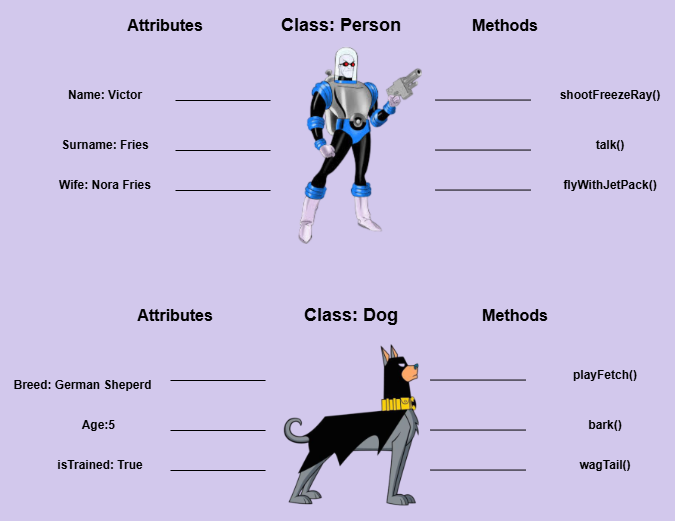 Attributes Class: Person Methods
Name: Victor shootFreezeRay()
Surname: Fries talk()
Wife: Nora Fries flyWithJetPack()
Attributes Class: Dog Methods
Breed: German Sheperd playFetch()
Age:5 bark()
isTrained: True wagTail()